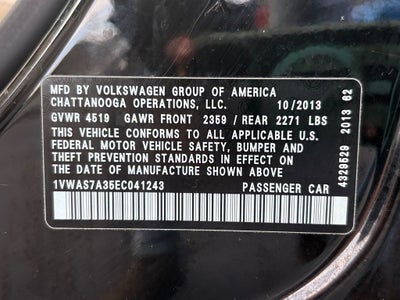 MFD BY VOLKSWAGEN GROUP OF AMERICA
CHATTANOOGA OPERATIONS, LLC. 10/2013
GVWR 4519 GAWR FRONT 2359 / REAR 2271 LBS
THIS VEHICLE CONFORMS TO ALL APPLICABLE U.S.
FEDERAL MOTOR VEHICLE SAFETY, BUMPER AND
THEFT PREVENTION STANDARDS IN EFFECT ON
THE DATE OF MANUFACTURE SHOWN ABOVE
1VWAS7A35EC041243 PASSENGER CAR
4329529 2013 62